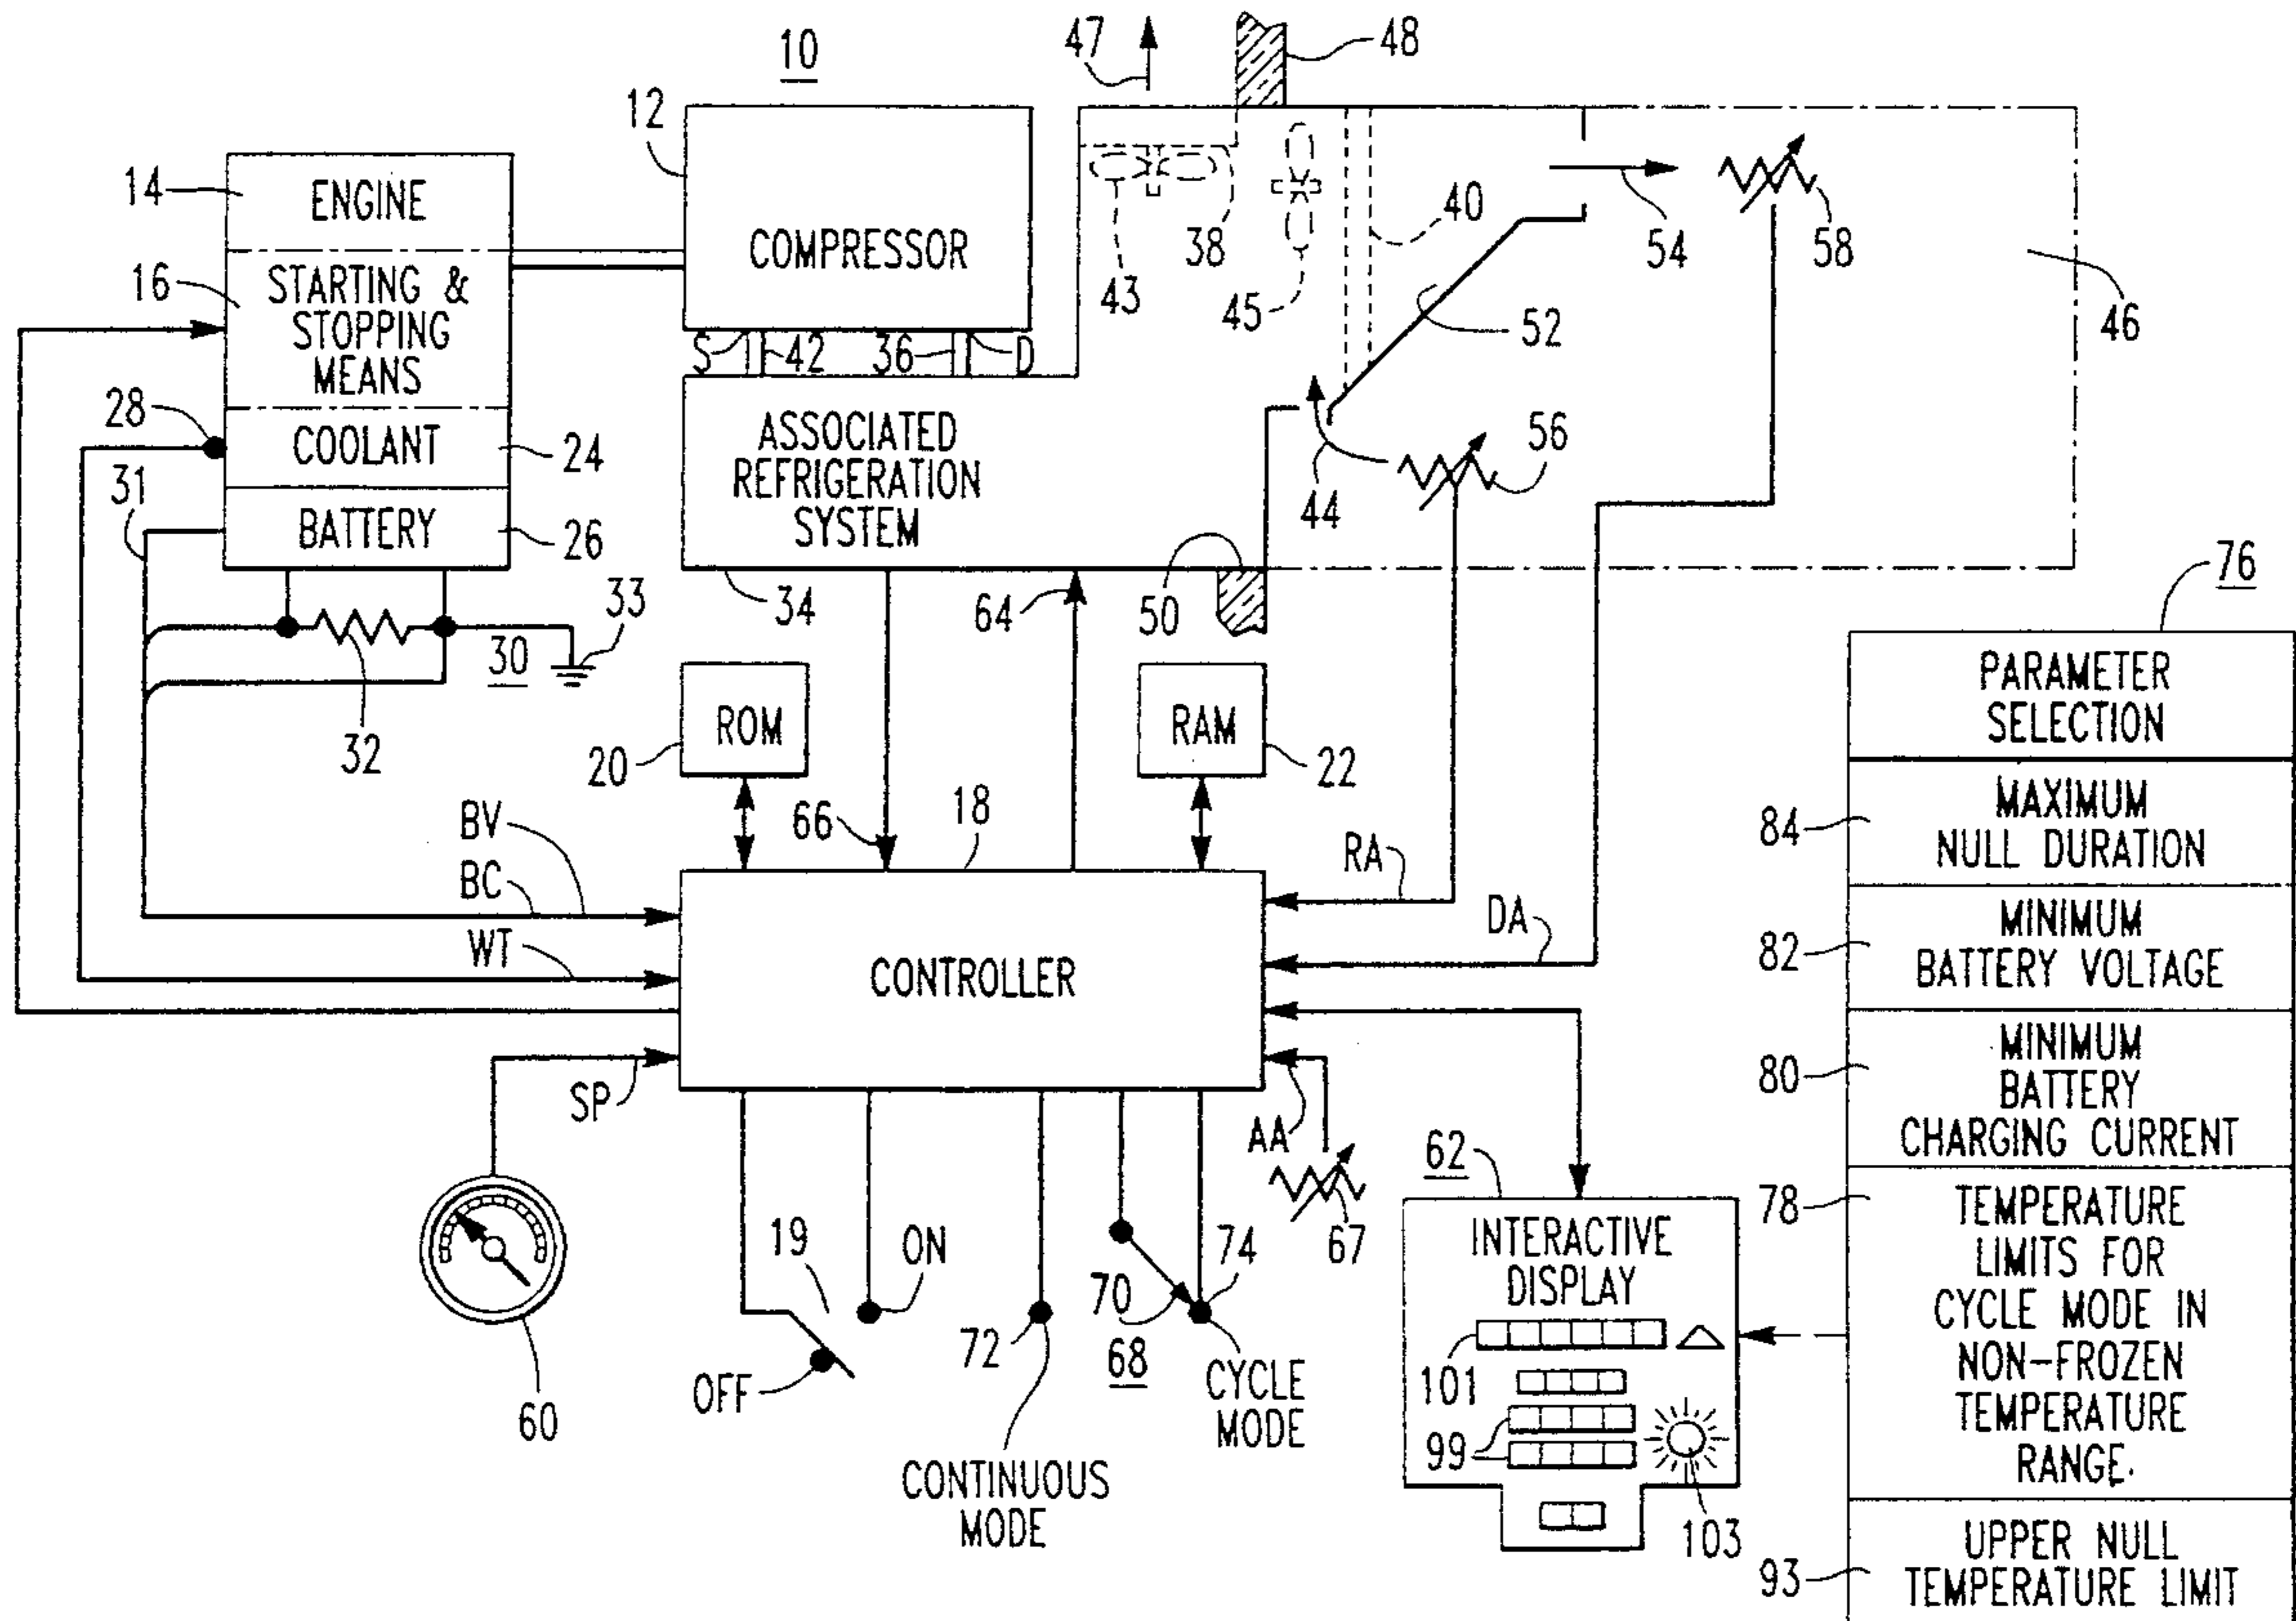 10
47
48
12
14
ENGINE
16
STARTING &
STOPPING
MEANS
COMPRESSOR
S
42
36
D
43
38
45
40
52
54
58
46
28
COOLANT
24
31
BATTERY
26
ASSOCIATED
REFRIGERATION
SYSTEM
44
56
34
64
50
30
33
32
ROM
20
RAM
22
66
18
BV
BC
WT
CONTROLLER
RA
DA
SP
AA
60
19
OFF
ON
72
CONTINUOUS
MODE
70
68
74
CYCLE
MODE
67
62
INTERACTIVE
DISPLAY
101
99
103
76
PARAMETER
SELECTION
84
MAXIMUM
NULL DURATION
82
MINIMUM
BATTERY VOLTAGE
80
MINIMUM
BATTERY
CHARGING CURRENT
78
TEMPERATURE
LIMITS FOR
CYCLE MODE IN
NON-FROZEN
TEMPERATURE
RANGE.
93
UPPER NULL
TEMPERATURE LIMIT